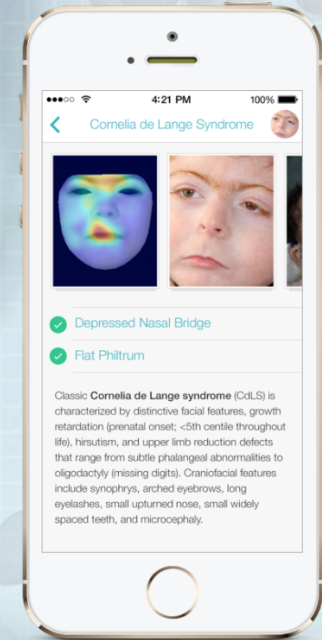 4:21 PM
100%
Cornelia de Lange Syndrome
Depressed Nasal Bridge
Flat Philtrum
Classic Cornelia de Lange syndrome (CdLS) is
characterized by distinctive facial features, growth
retardation (prenatal onset; <5th centile throughout
life), hirsutism, and upper limb reduction defects
that range from subtle phalangeal abnormalities to
oligodactyly (missing digits). Craniofacial features
include synophrys, arched eyebrows, long
eyelashes, small upturned nose, small widely
spaced teeth, and microcephaly.